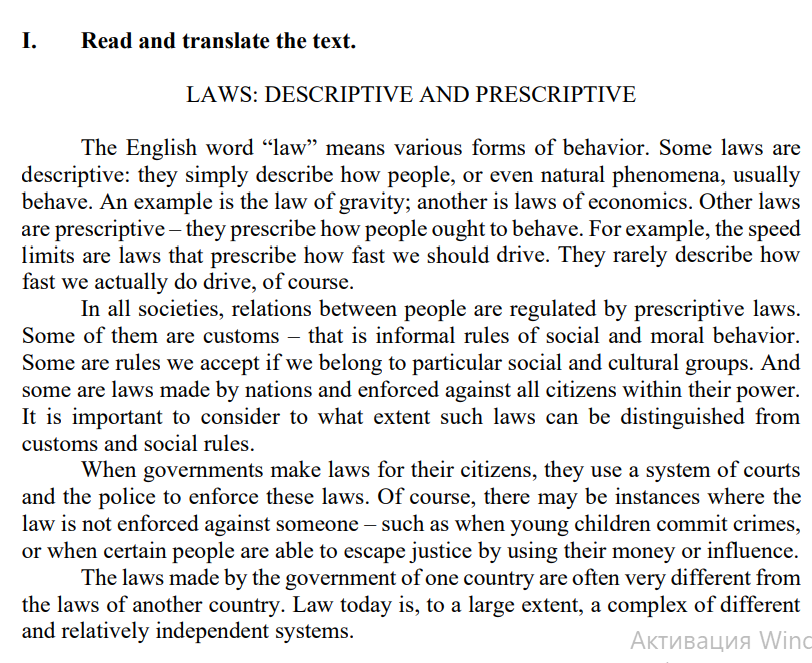 I. Read and translate the text.
LAWS: DESCRIPTIVE AND PRESCRIPTIVE
The English word “law” means various forms of behavior. Some laws are
descriptive: they simply describe how people, or even natural phenomena, usually
behave. An example is the law of gravity; another is laws of economics. Other laws
are prescriptive – they prescribe how people ought to behave. For example, the speed
limits are laws that prescribe how fast we should drive. They rarely describe how
fast we actually do drive, of course.
In all societies, relations between people are regulated by prescriptive laws.
Some of them are customs – that is informal rules of social and moral behavior.
Some are rules we accept if we belong to particular social and cultural groups. And
some are laws made by nations and enforced against all citizens within their power.
It is important to consider to what extent such laws can be distinguished from
customs and social rules.
When governments make laws for their citizens, they use a system of courts
and the police to enforce these laws. Of course, there may be instances where the
law is not enforced against someone – such as when young children commit crimes,
or when certain people are able to escape justice by using their money or influence.
The laws made by the government of one country are often very different from
the laws of another country. Law today is, to a large extent, a complex of different
and relatively independent systems.
Активация Winc